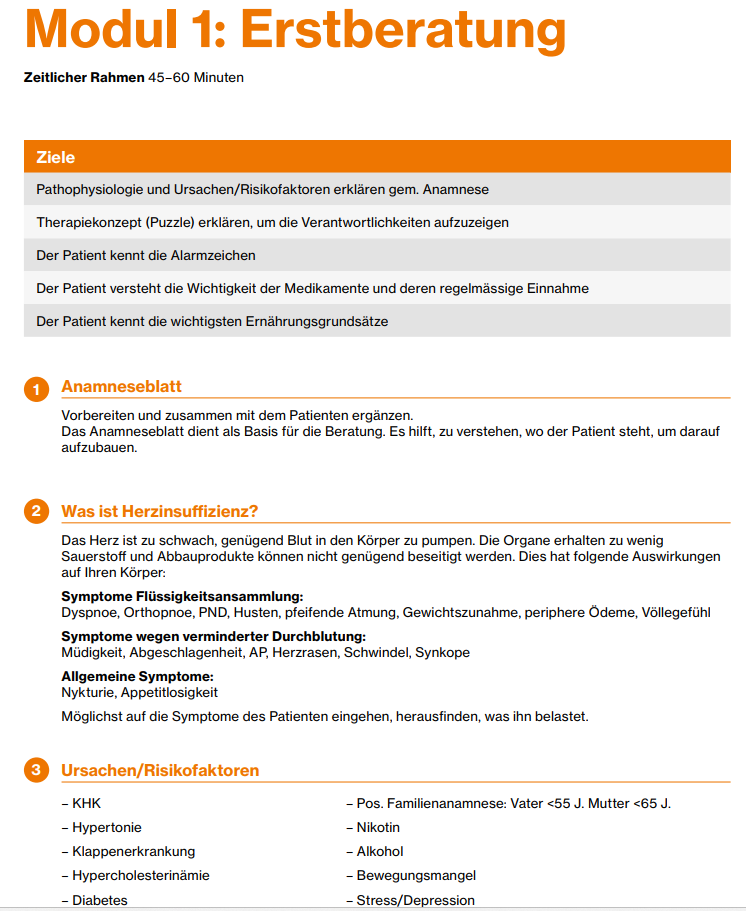 Modul 1: Erstberatung
Zeitlicher Rahmen 45–60 Minuten
Ziele
Pathophysiologie und Ursachen/Risikofaktoren erklären gem. Anamnese
Therapiekonzept (Puzzle) erklären, um die Verantwortlichkeiten aufzuzeigen
Der Patient kennt die Alarmzeichen
Der Patient versteht die Wichtigkeit der Medikamente und deren regelmässige Einnahme
Der Patient kennt die wichtigsten Ernährungsgrundsätze
1 Anamneseblatt
Vorbereiten und zusammen mit dem Patienten ergänzen.
Das Anamneseblatt dient als Basis für die Beratung. Es hilft, zu verstehen, wo der Patient steht, um darauf
aufzubauen.
2 Was ist Herzinsuffizienz?
Das Herz ist zu schwach, genügend Blut in den Körper zu pumpen. Die Organe erhalten zu wenig
Sauerstoff und Abbauprodukte können nicht genügend beseitigt werden. Dies hat folgende Auswirkungen
auf Ihren Körper:
Symptome Flüssigkeitsansammlung:
Dyspnoe, Orthopnoe, PND, Husten, pfeifende Atmung, Gewichtszunahme, periphere Ödeme, Völlegefühl
Symptome wegen verminderter Durchblutung:
Müdigkeit, Abgeschlagenheit, AP, Herzrasen, Schwindel, Synkope
Allgemeine Symptome:
Nykturie, Appetitlosigkeit
Möglichst auf die Symptome des Patienten eingehen, herausfinden, was ihn belastet.
3 Ursachen/Risikofaktoren
– KHK
– Hypertonie
– Klappenerkrankung
– Hypercholesterinämie
– Diabetes
– Pos. Familienanamnese: Vater <55 J. Mutter <65 J.
– Nikotin
– Alkohol
– Bewegungsmangel
– Stress/Depression